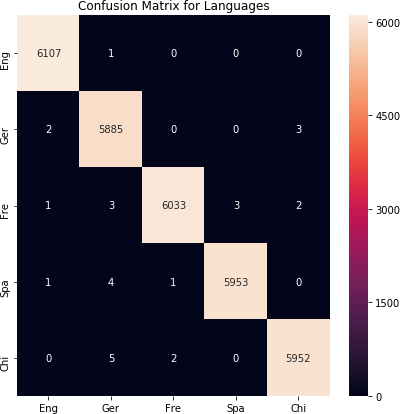 Confusion Matrix for Languages
Eng 6107 1 0 0 0
Ger 2 5885 0 0 3
Fre 1 3 6033 3 2
Spa 1 4 1 5953 0
Chi 0 5 2 0 5952
Eng Ger Fre Spa Chi
6000
4500
3000
1500
0